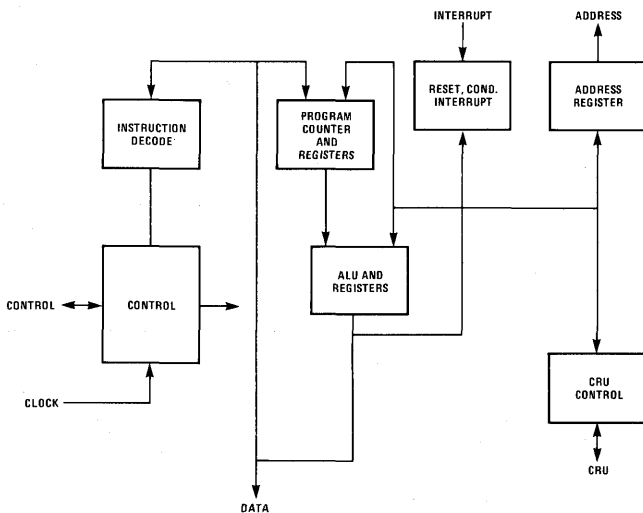 INTERRUPT
ADDRESS
INSTRUCTION
DECODE
PROGRAM
COUNTER
AND
REGISTERS
RESET, COND.
INTERRUPT
ADDRESS
REGISTER
CONTROL
CONTROL
ALU AND
REGISTERS
CLOCK
CRU
CONTROL
CRU
DATA